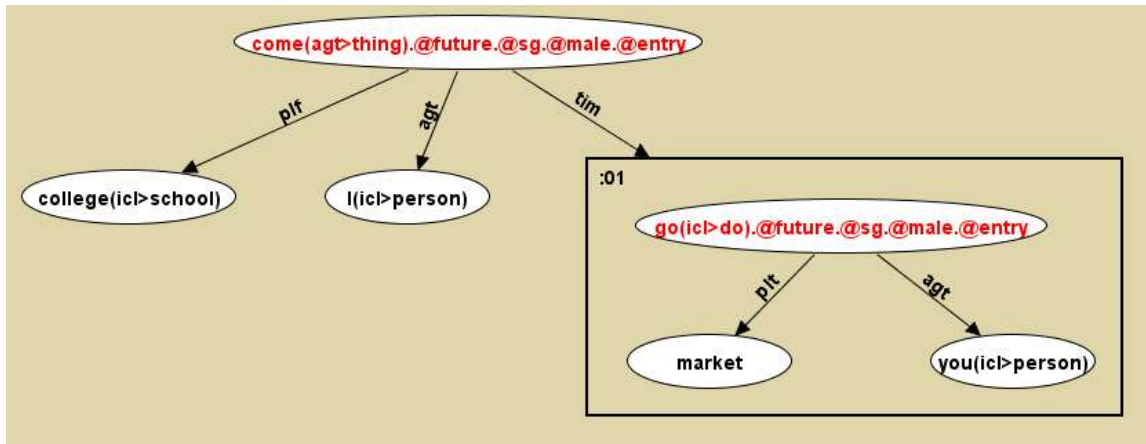 come(agt>thing).@future.@sg.@male.@entry
plf
agt
tim
college(icl>school)
I(icl>person)
:01
go(icl>do).@future.@sg.@male.@entry
plt
agt
market
you(icl>person)